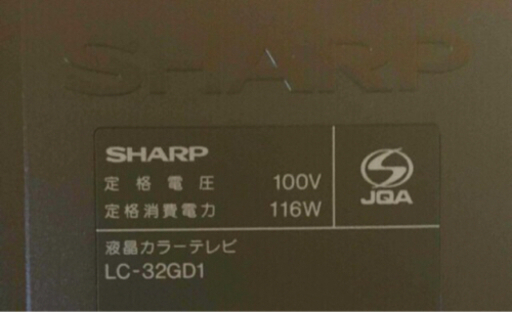 SHARP
SHARP
定格電圧 100V
定格消費電力 116W
JQA
液晶カラーテレビ
LC-32GD1